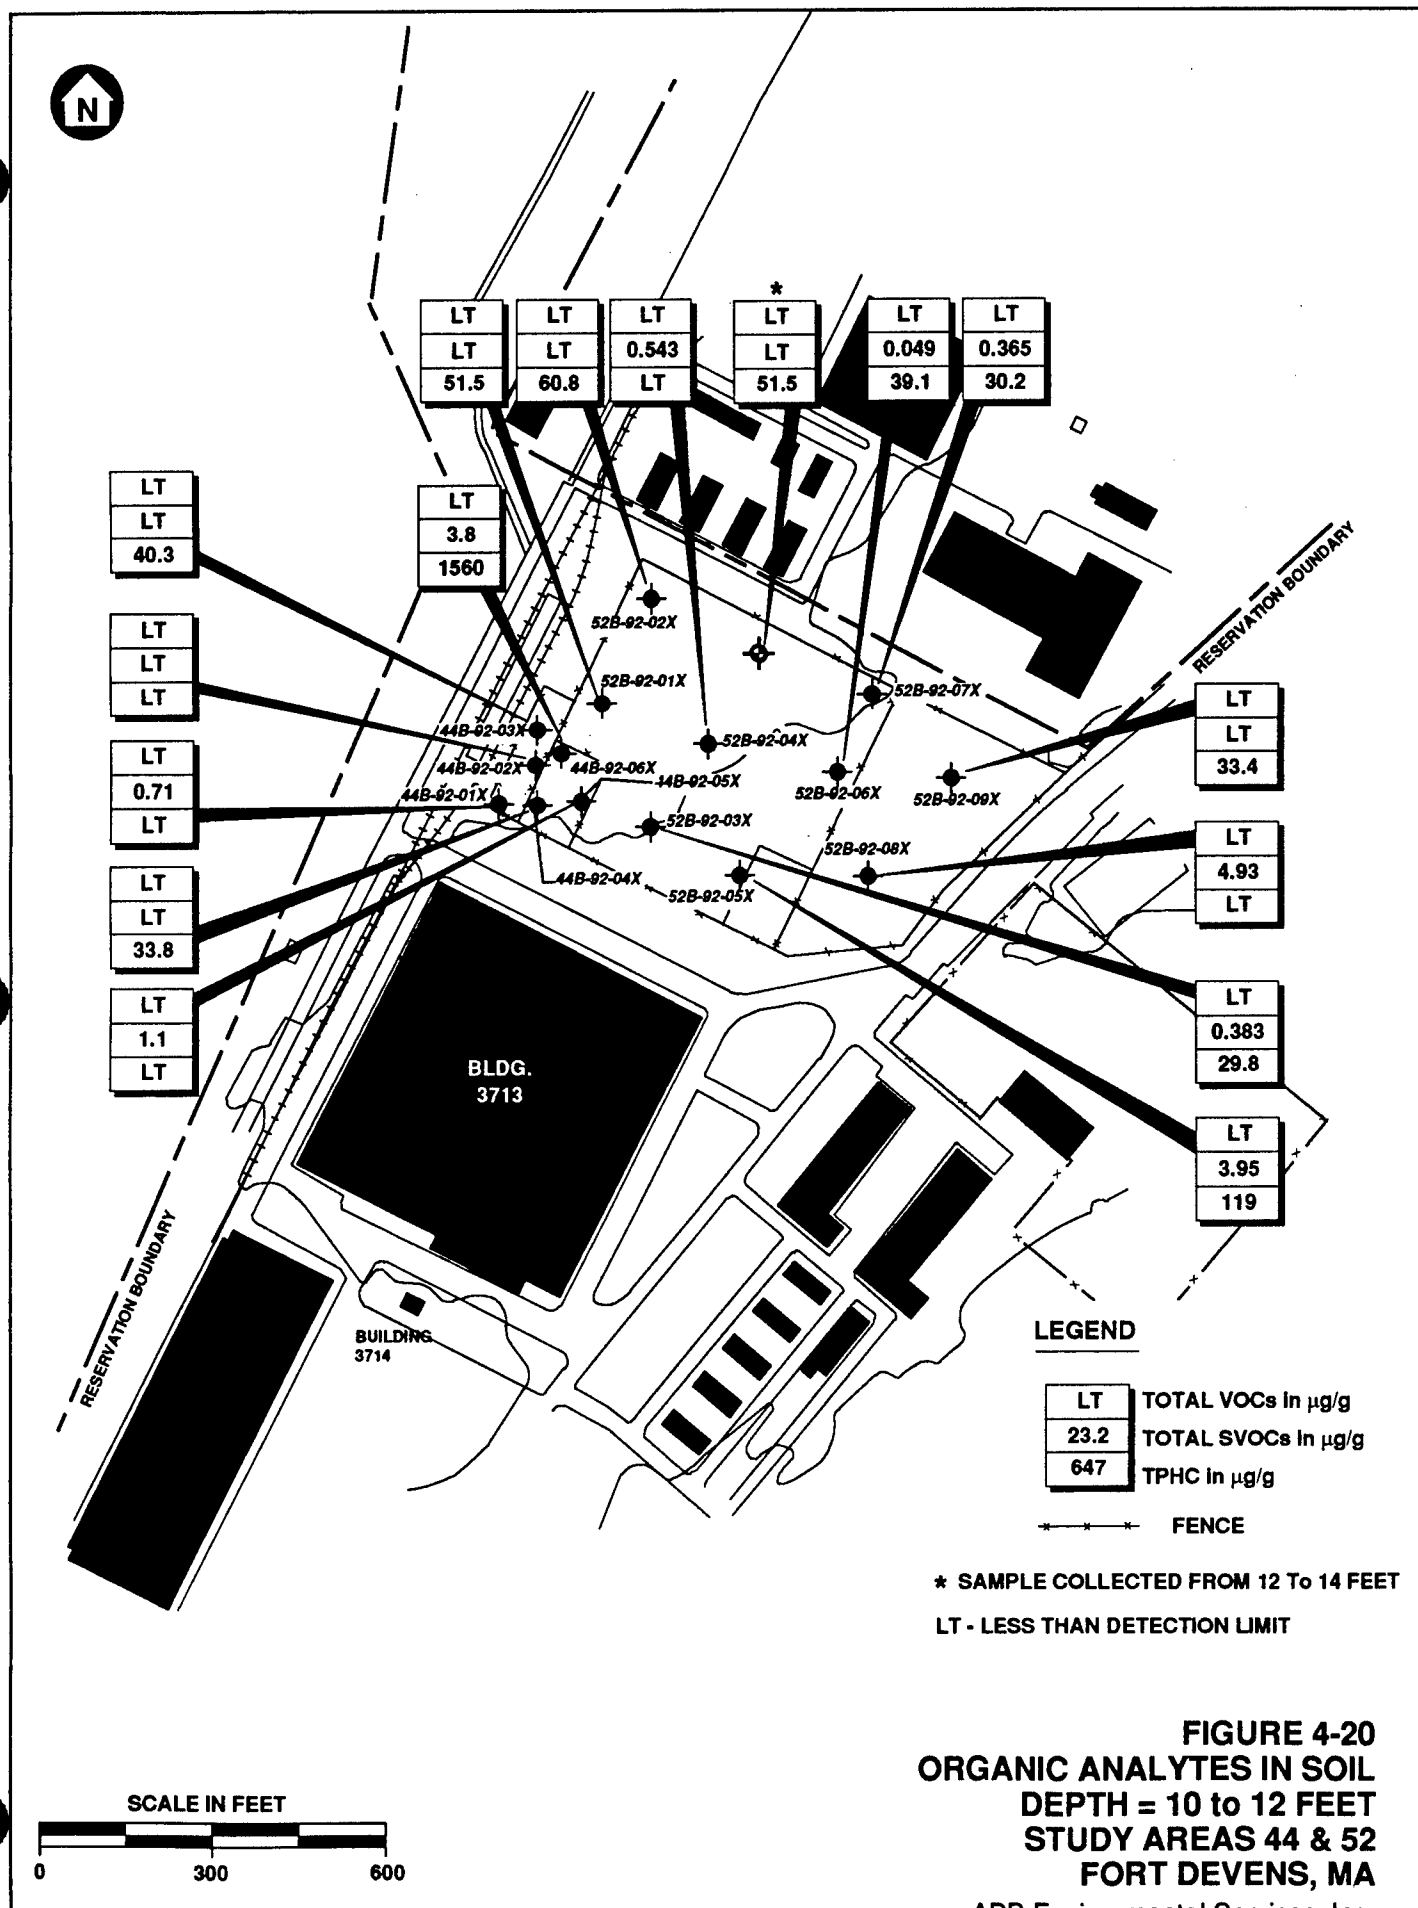 N
*
LT
LT
51.5
LT
LT
60.8
LT
0.543
LT
LT
LT
51.5
LT
0.049
39.1
LT
0.365
30.2
LT
LT
40.3
LT
3.8
1560
LT
LT
LT
LT
0.71
LT
LT
LT
33.8
LT
1.1
LT
52B-92-02X
52B-92-01X
52B-92-07X
44B-92-03X
52B-92-04X
44B-92-02X
44B-92-06X
44B-92-05X
44B-92-01X
52B-92-06X
52B-92-09X
52B-92-03X
52B-92-08X
44B-92-04X
52B-92-05X
RESERVATION BOUNDARY
LT
LT
33.4
LT
4.93
LT
LT
0.383
29.8
LT
3.95
119
BLDG.
3713
BUILDING
3714
RESERVATION BOUNDARY
LEGEND
LT TOTAL VOCs in µg/g
23.2 TOTAL SVOCs in µg/g
647 TPHC in µg/g
FENCE
* SAMPLE COLLECTED FROM 12 To 14 FEET
LT - LESS THAN DETECTION LIMIT
SCALE IN FEET
0 300 600
FIGURE 4-20
ORGANIC ANALYTES IN SOIL
DEPTH = 10 to 12 FEET
STUDY AREAS 44 & 52
FORT DEVENS, MA